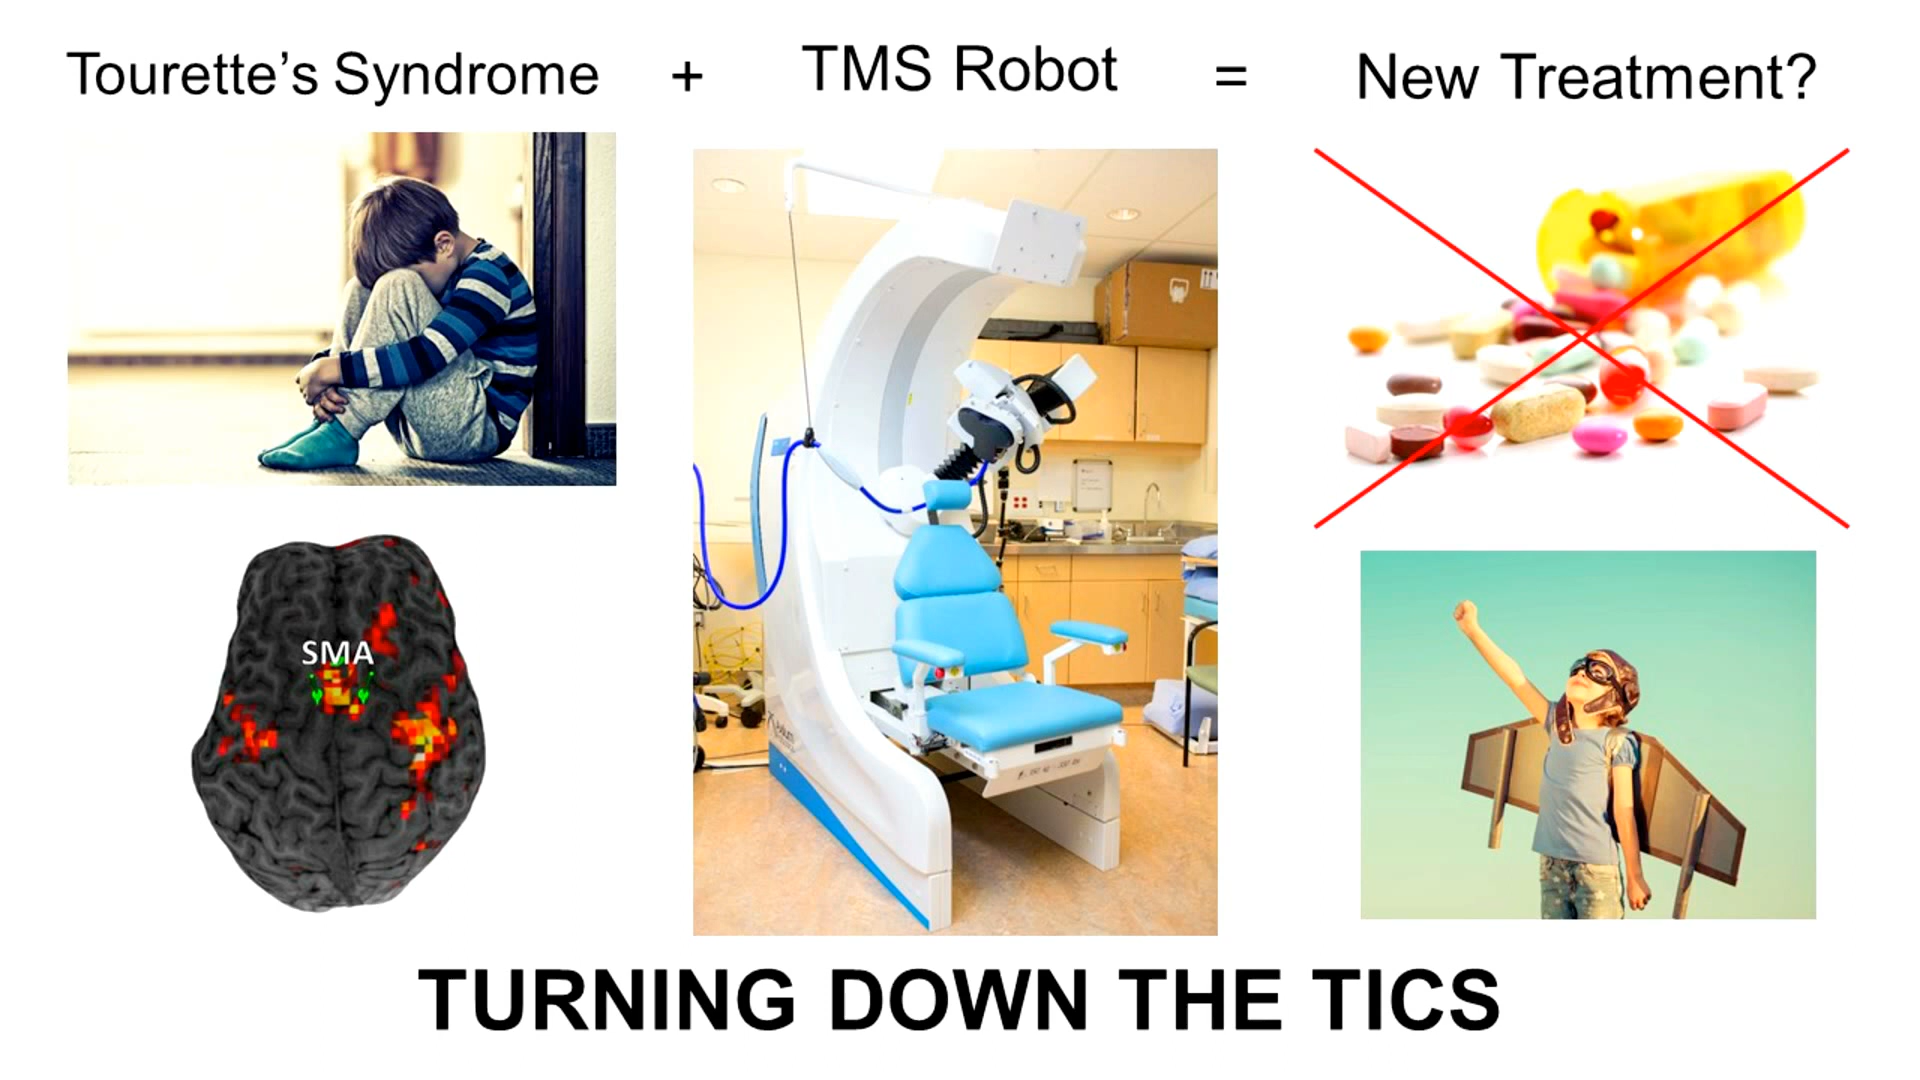 Tourette’s Syndrome + TMS Robot = New Treatment?
SMA
TURNING DOWN THE TICS